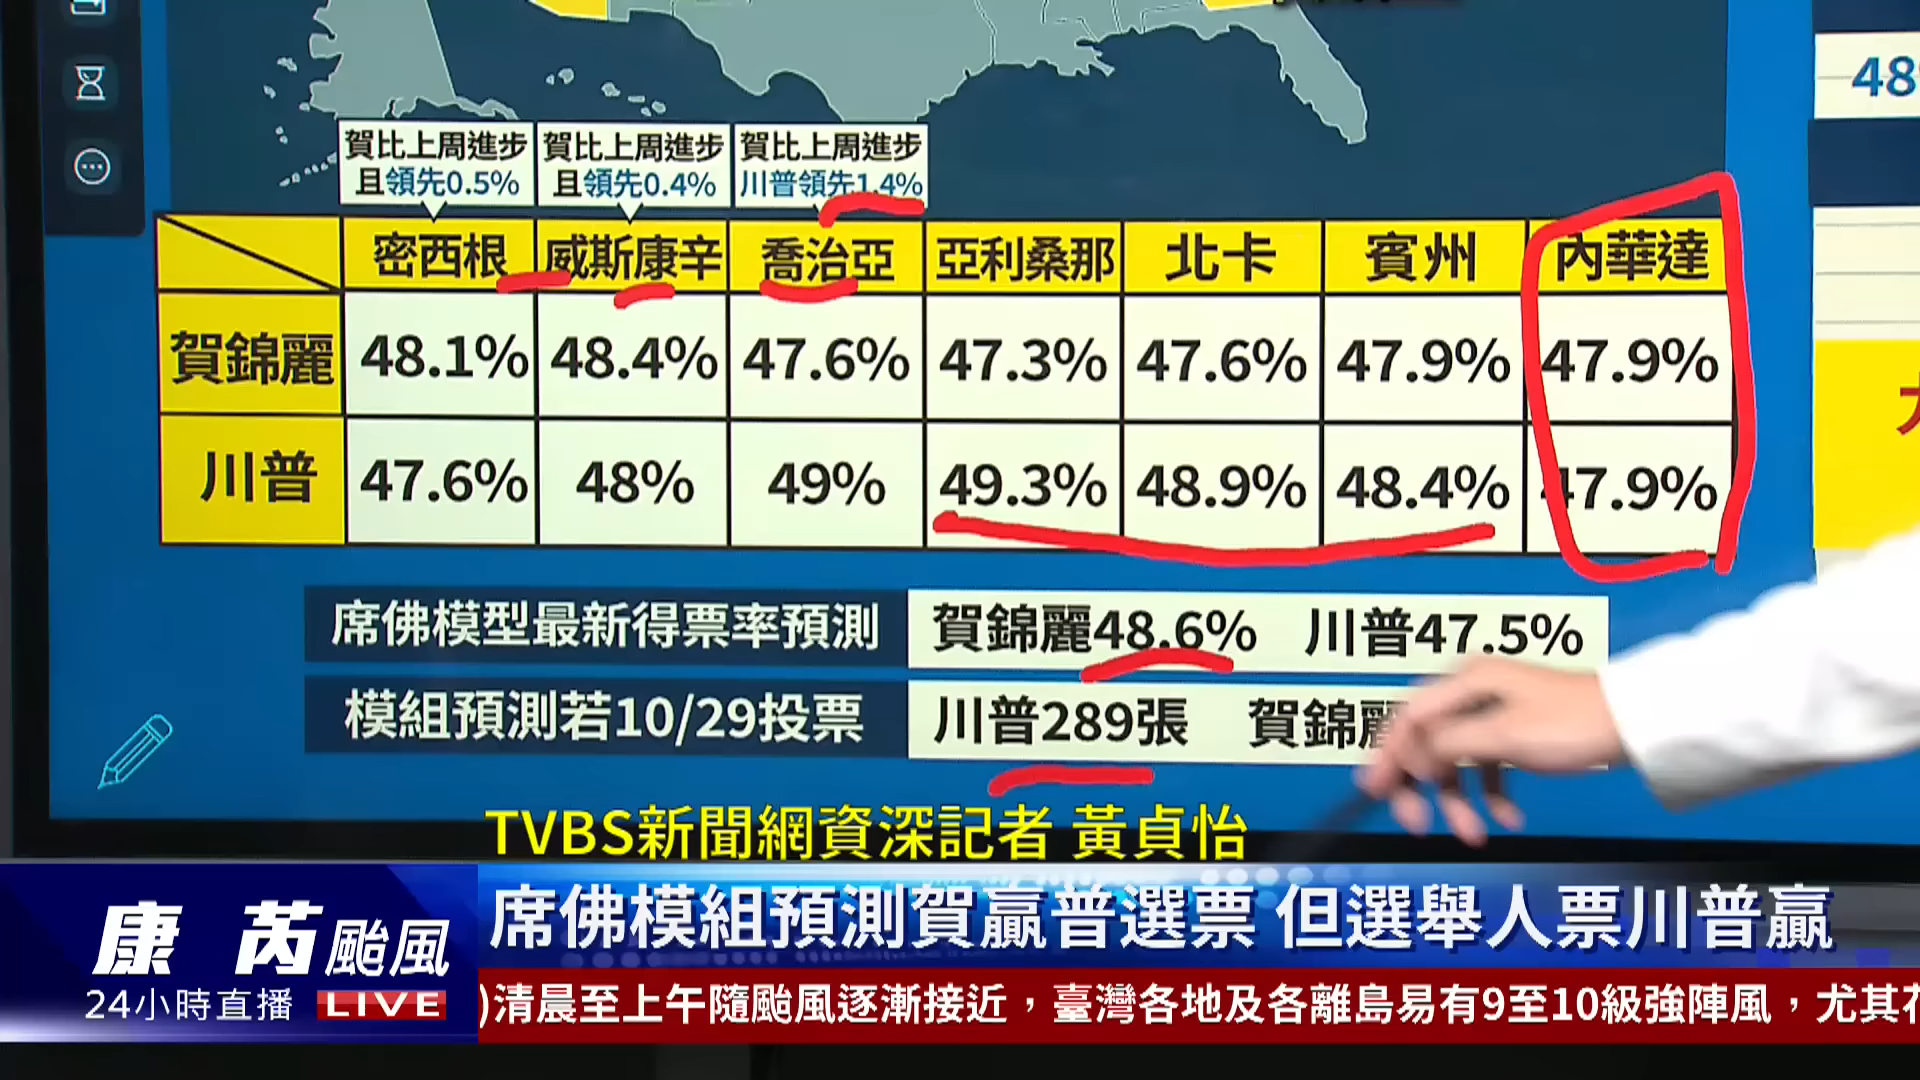 48
賀比上周進步
且領先0.5%
賀比上周進步
且領先0.4%
賀比上周進步
川普領先1.4%
密西根 威斯康辛 喬治亞 亞利桑那 北卡 賓州 內華達
賀錦麗 48.1% 48.4% 47.6% 47.3% 47.6% 47.9% 47.9%
川普 47.6% 48% 49% 49.3% 48.9% 48.4% 47.9%
席佛模型最新得票率預測 賀錦麗48.6% 川普47.5%
模組預測若10/29投票 川普289張 賀錦麗
TVBS新聞網資深記者 黃貞怡
康芮颱風
24小時直播 LIVE
席佛模組預測賀贏普選票 但選舉人票川普贏
)清晨至上午隨颱風逐漸接近，臺灣各地及各離島易有9至10級強陣風，尤其花